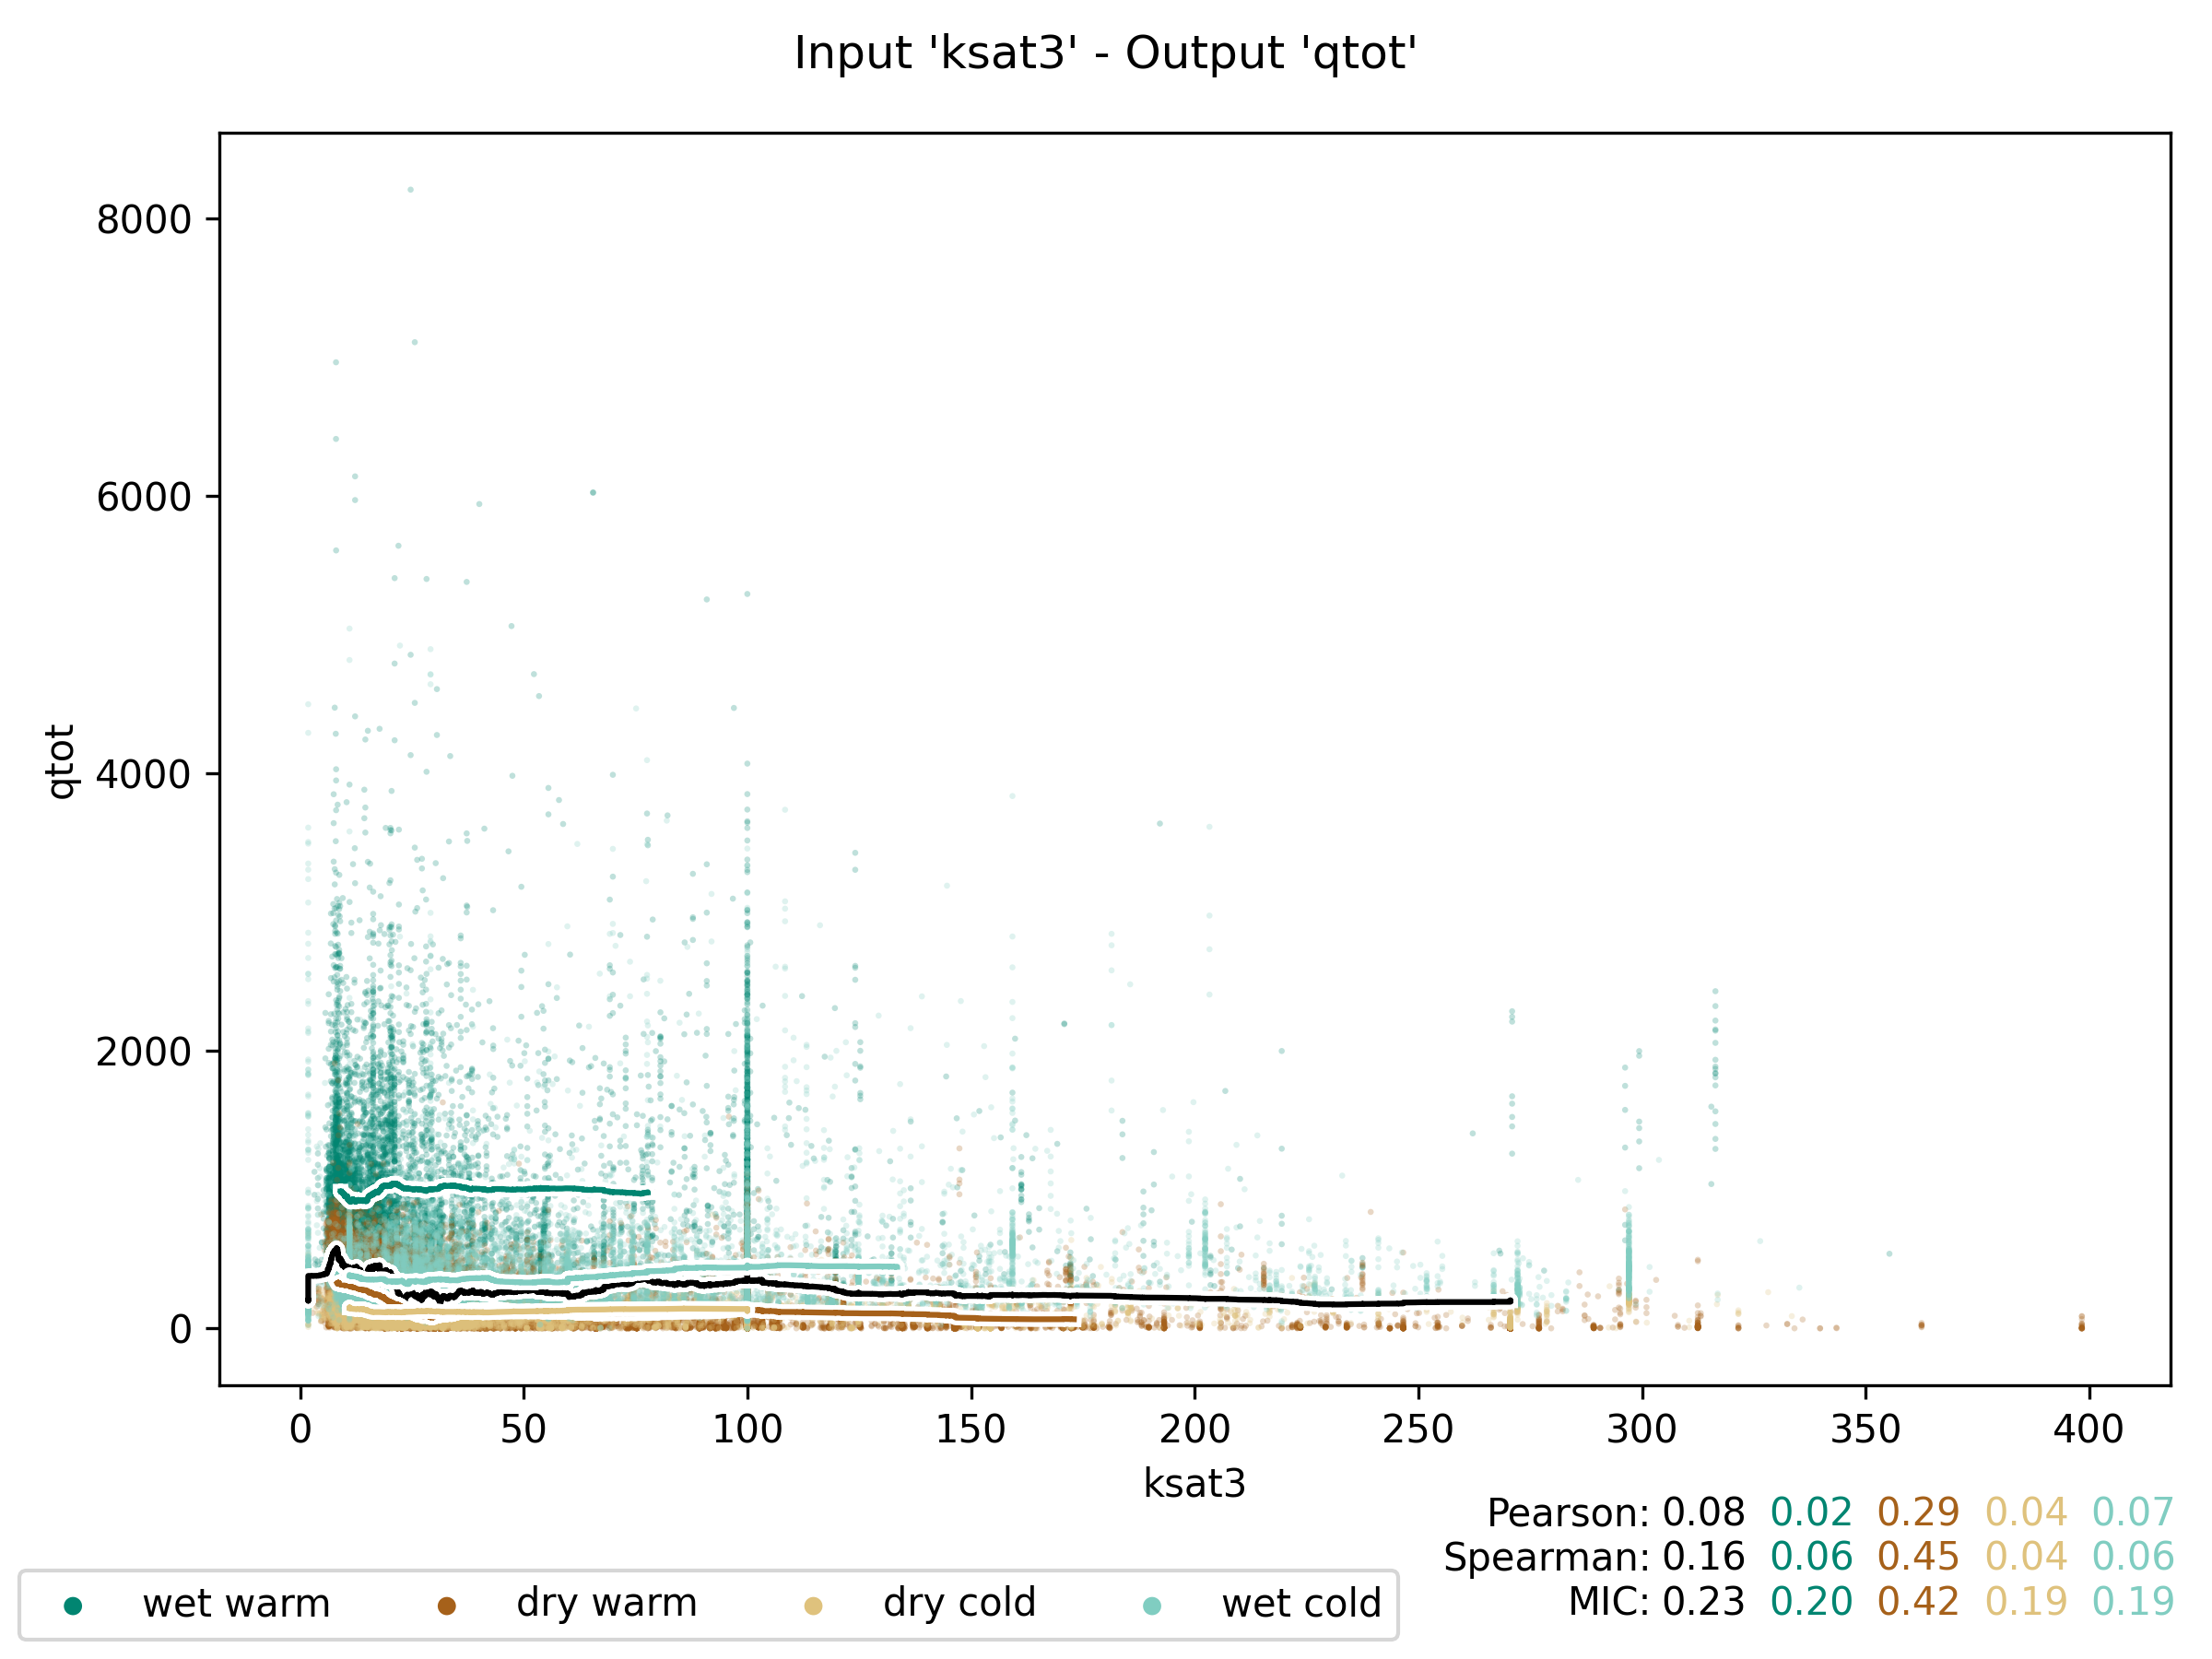 Input 'ksat3' - Output 'qtot'
8000
6000
4000
2000
0
qtot
0 50 100 150 200 250 300 350 400
ksat3
Pearson: 0.08 0.02 0.29 0.04 0.07
Spearman: 0.16 0.06 0.45 0.04 0.06
MIC: 0.23 0.20 0.42 0.19 0.19
wet warm dry warm dry cold wet cold